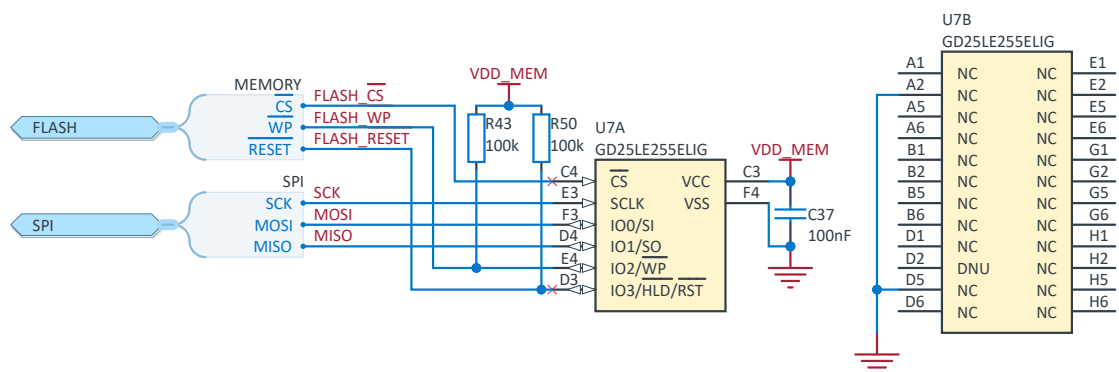 U7B
GD25LE255ELIG
A1 NC NC E1
A2 NC NC E2
A5 NC NC E5
A6 NC NC E6
B1 NC NC G1
B2 NC NC G2
B5 NC NC G5
B6 NC NC G6
D1 NC NC H1
D2 DNU NC H2
D5 NC NC H5
D6 NC NC H6
VDD_MEM
MEMORY
FLASH
CS FLASH_CS
WP FLASH_WP
RESET FLASH_RESET
R43
100k
R50
100k
U7A
GD25LE255ELIG
VDD_MEM
SPI
SPI
SCK SCK
MOSI MOSI
MISO MISO
C4 CS VCC C3
E3 SCLK VSS F4
F3 IO0/SI
D4 IO1/SO
E4 IO2/WP
D3 IO3/HLD/RST
C37
100nF